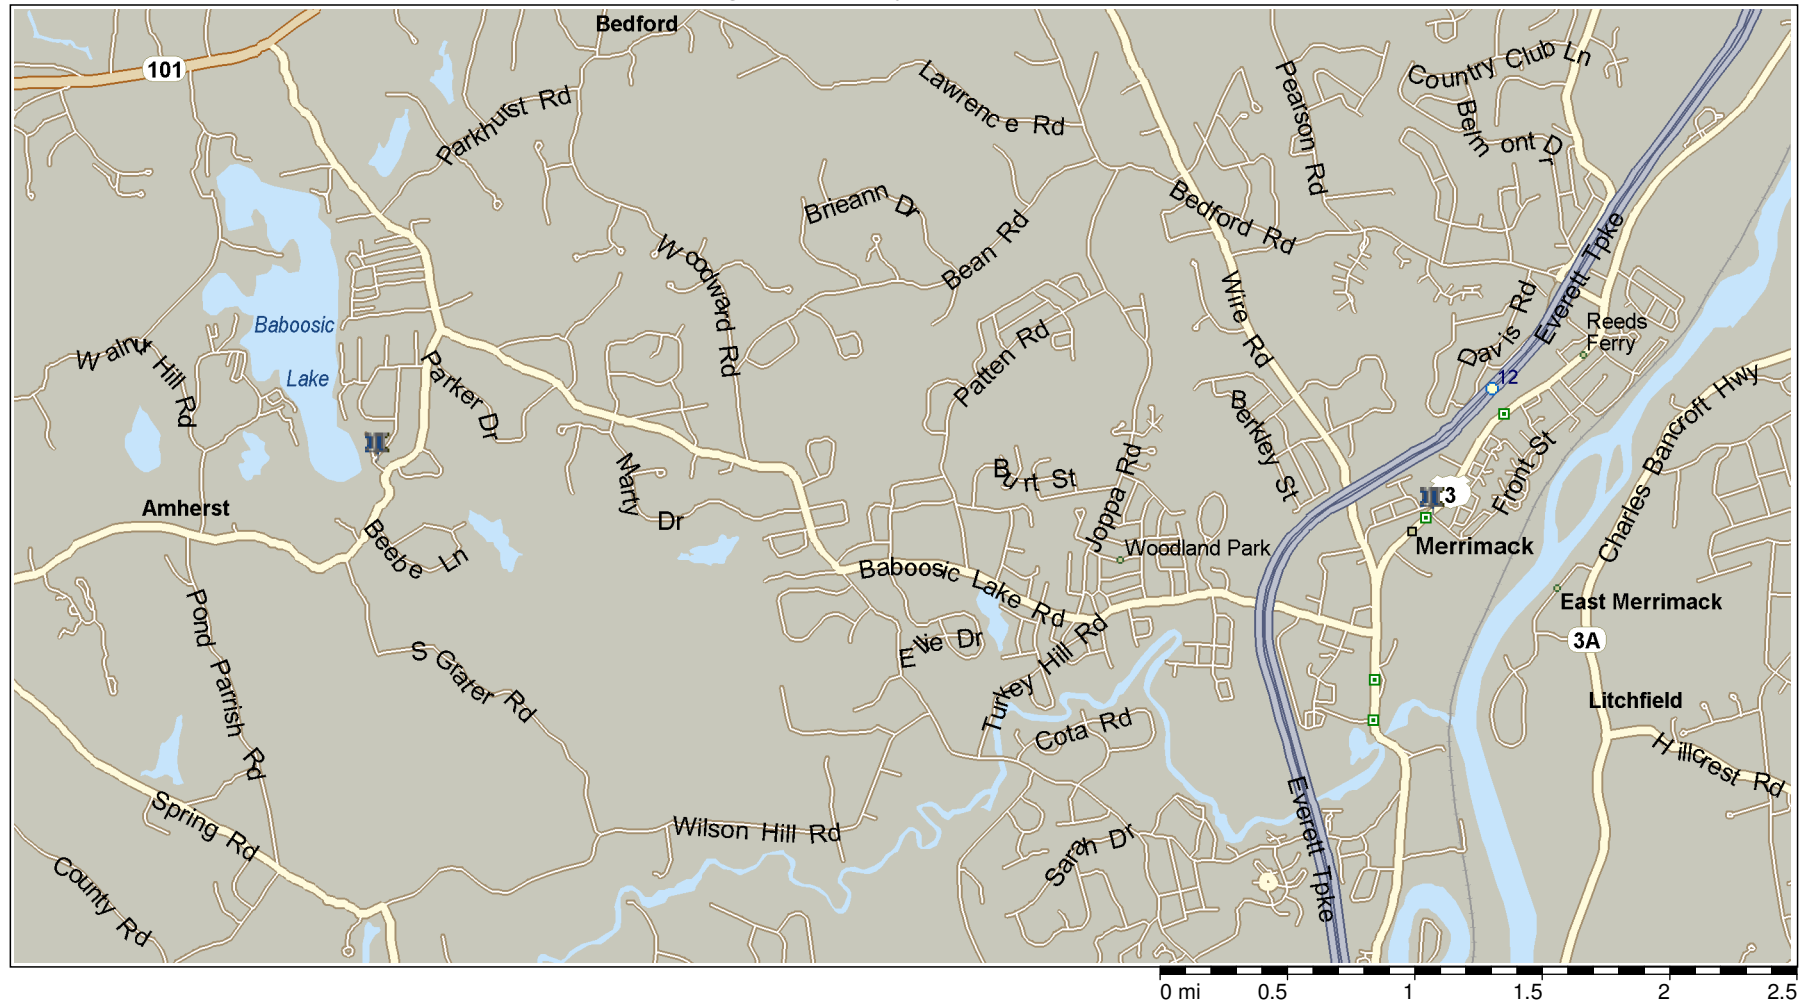 Bedford
101
Country Club Ln
Lawrence Rd
Pearson Rd
Parkhust Rd
Belmont Dr
Brieann Dr
Bedford Rd
Woodward Rd
Bean Rd
Everett Tpke
Wire Rd
Davis Rd
Baboosic
Lake
Reeds
Ferry
Walnut Hill Rd
Patten Rd
Parker Dr
12
Charles Bancroft Hwy
Berkley St
Marty Dr
Burt St
Joppa Rd
Front St
3
Amherst
Beebe Ln
Woodland Park
Merrimack
Baboosic Lake Rd
East Merrimack
Pond Parrish Rd
Ellie Dr
3A
S Grater Rd
Turkey Hill Rd
Litchfield
Cota Rd
Hillcrest Rd
Everett Tpke
Spring Rd
Wilson Hill Rd
Sarah Dr
County Rd
0 mi 0.5 1 1.5 2 2.5